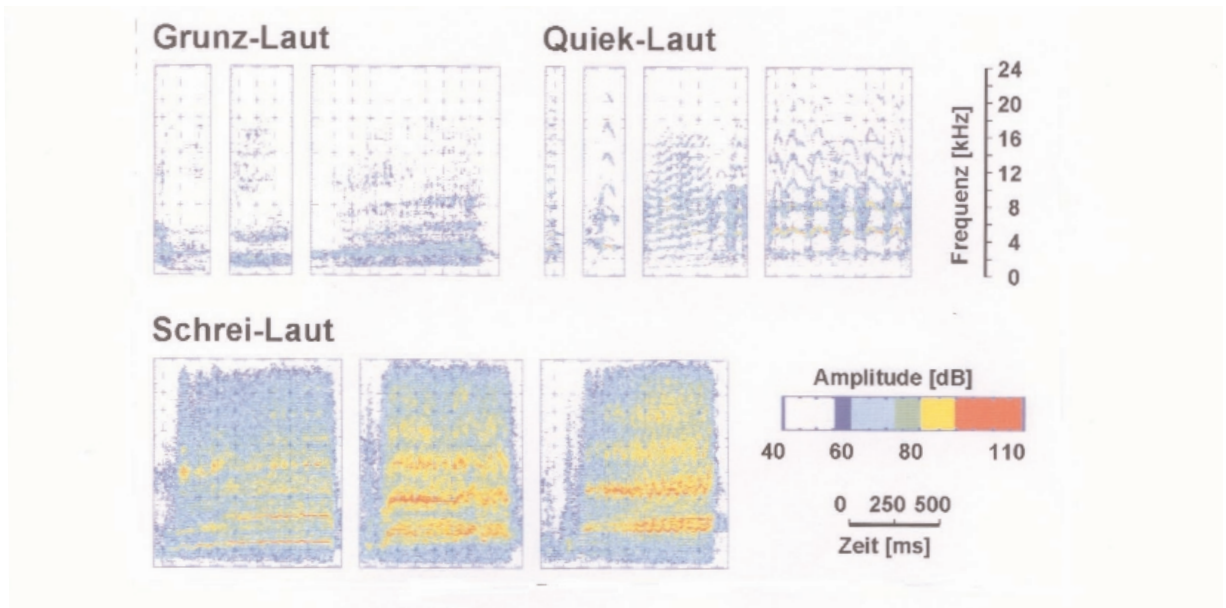 Grunz-Laut
Quiek-Laut
24
20
16
12
8
4
0
Frequenz [kHz]
Schrei-Laut
Amplitude [dB]
40 60 80 110
0 250 500
Zeit [ms]